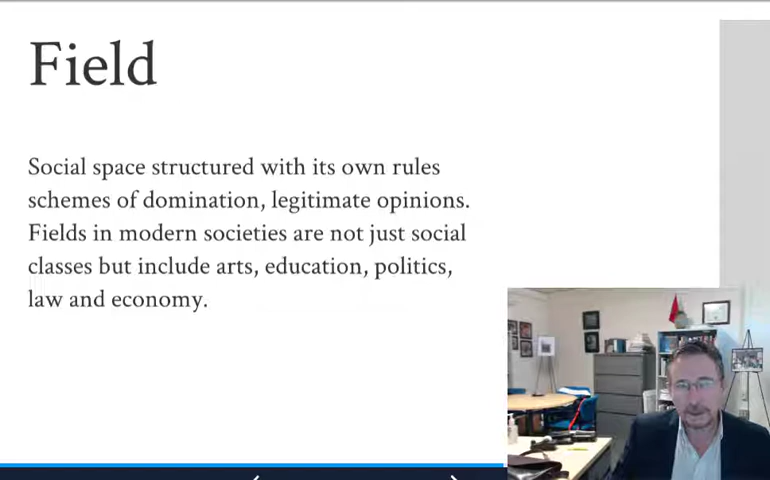 Field
Social space structured with its own rules
schemes of domination, legitimate opinions.
Fields in modern societies are not just social
classes but include arts, education, politics,
law and economy.